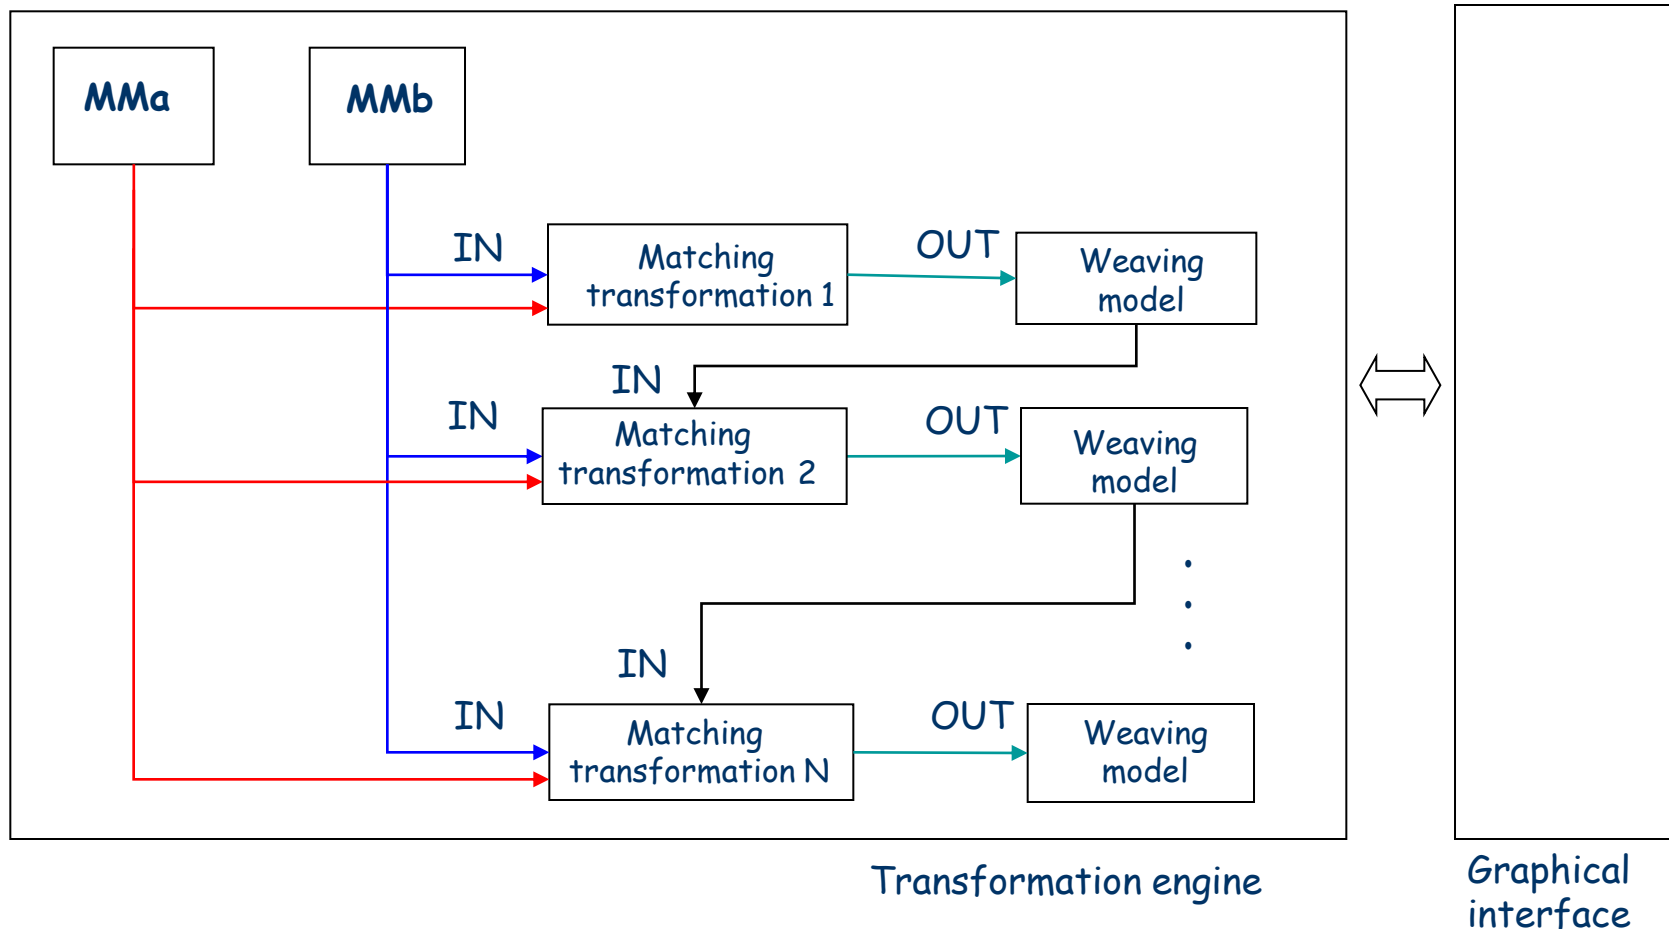 MMa
MMb
IN
Matching
transformation 1
OUT
Weaving
model
IN
IN
Matching
transformation 2
OUT
Weaving
model
.
.
.
IN
IN
Matching
transformation N
OUT
Weaving
model
Transformation engine
Graphical
interface